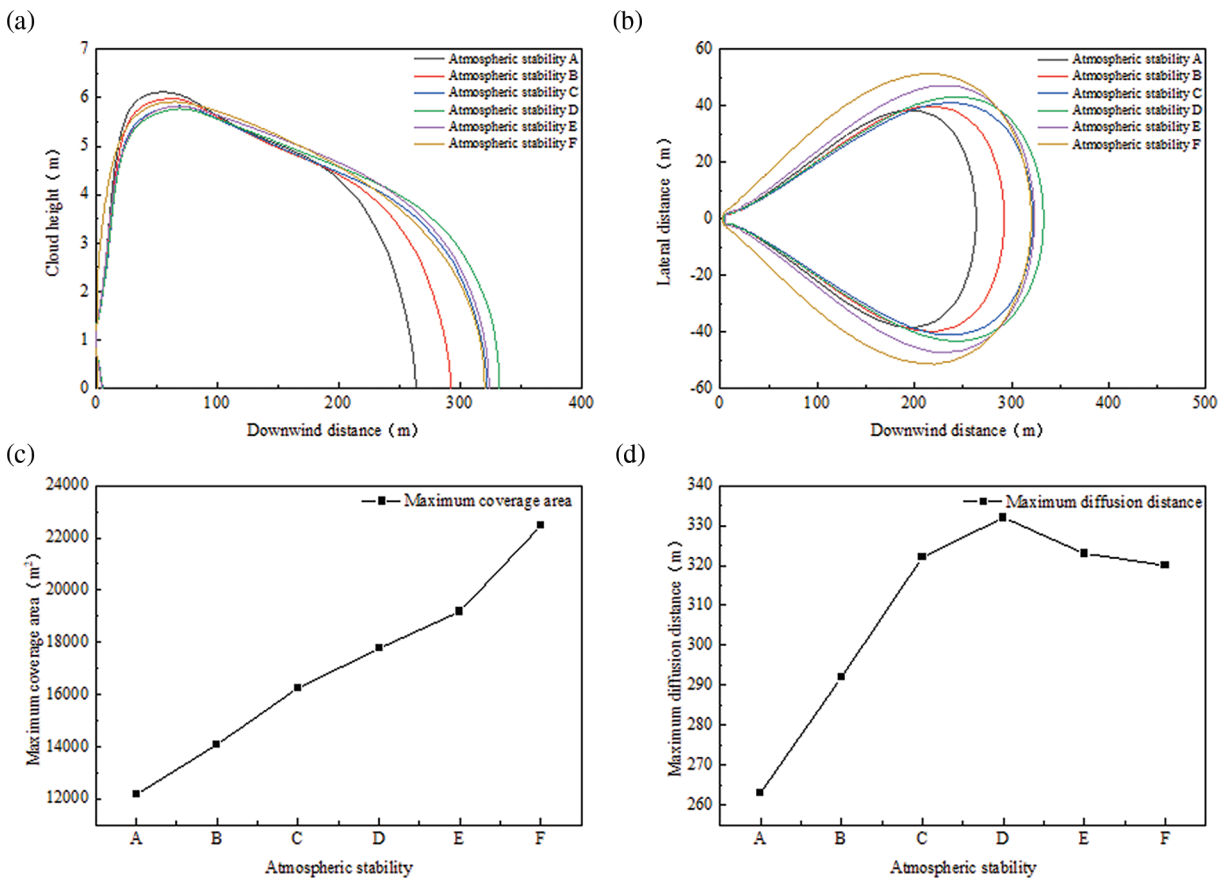 (a)
7
6
5
4
3
2
1
0
Cloud height（m）
0 100 200 300 400
Downwind distance（m）
Atmospheric stability A
Atmospheric stability B
Atmospheric stability C
Atmospheric stability D
Atmospheric stability E
Atmospheric stability F
(b)
60
40
20
0
-20
-40
-60
Lateral distance（m）
0 100 200 300 400 500
Downwind distance（m）
Atmospheric stability A
Atmospheric stability B
Atmospheric stability C
Atmospheric stability D
Atmospheric stability E
Atmospheric stability F
(c)
24000
22000
20000
18000
16000
14000
12000
Maximum coverage area（m²）
Maximum coverage area
A B C D E F
Atmospheric stability
(d)
340
330
320
310
300
290
280
270
260
Maximum diffusion distance（m）
Maximum diffusion distance
A B C D E F
Atmospheric stability